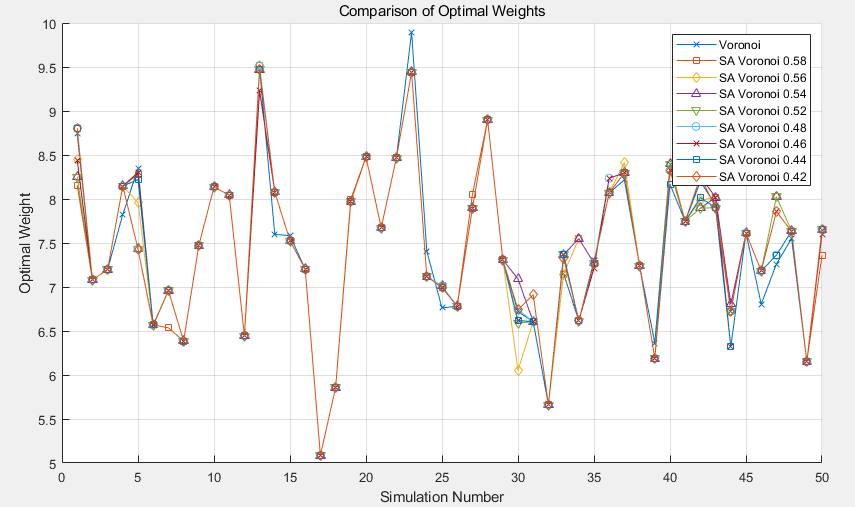 Comparison of Optimal Weights
10
9.5
9
8.5
8
7.5
7
6.5
6
5.5
5
Optimal Weight
0 5 10 15 20 25 30 35 40 45 50
Simulation Number
Voronoi
SA Voronoi 0.58
SA Voronoi 0.56
SA Voronoi 0.54
SA Voronoi 0.52
SA Voronoi 0.48
SA Voronoi 0.46
SA Voronoi 0.44
SA Voronoi 0.42